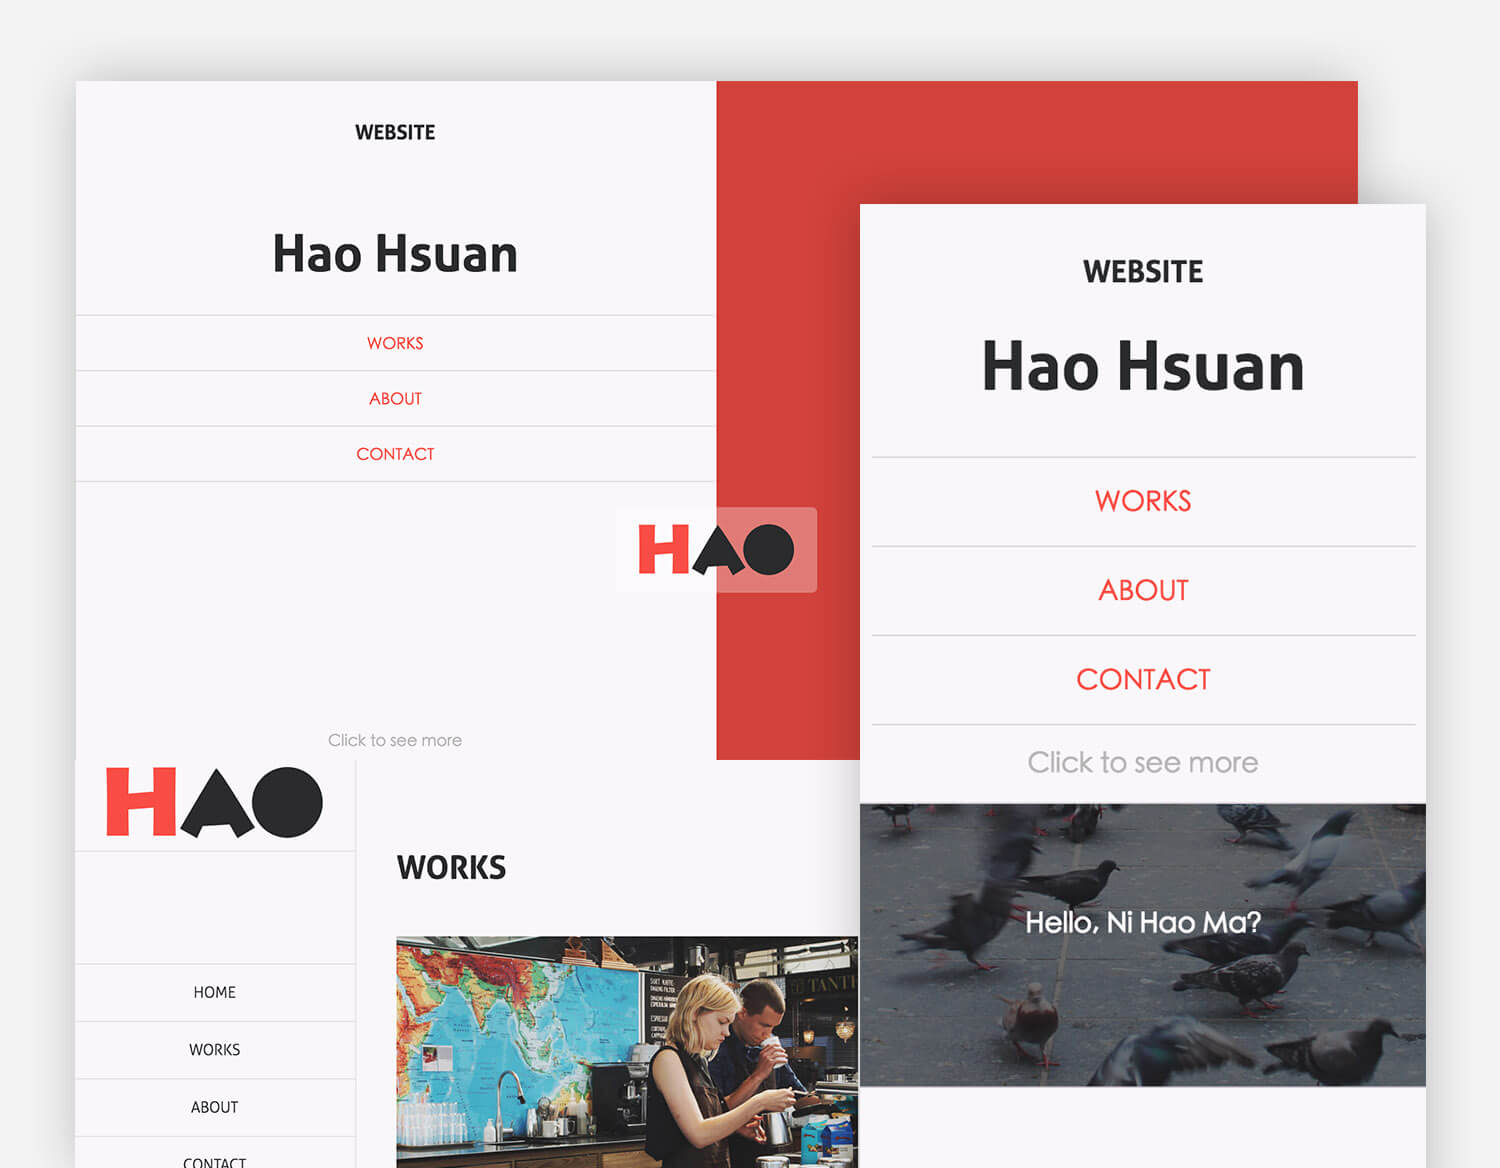 WEBSITE
Hao Hsuan
WORKS
ABOUT
CONTACT
HAO
Click to see more
HAO
HOME
WORKS
ABOUT
CONTACT
WORKS
TANTI
WEBSITE
Hao Hsuan
WORKS
ABOUT
CONTACT
Click to see more
Hello, Ni Hao Ma?